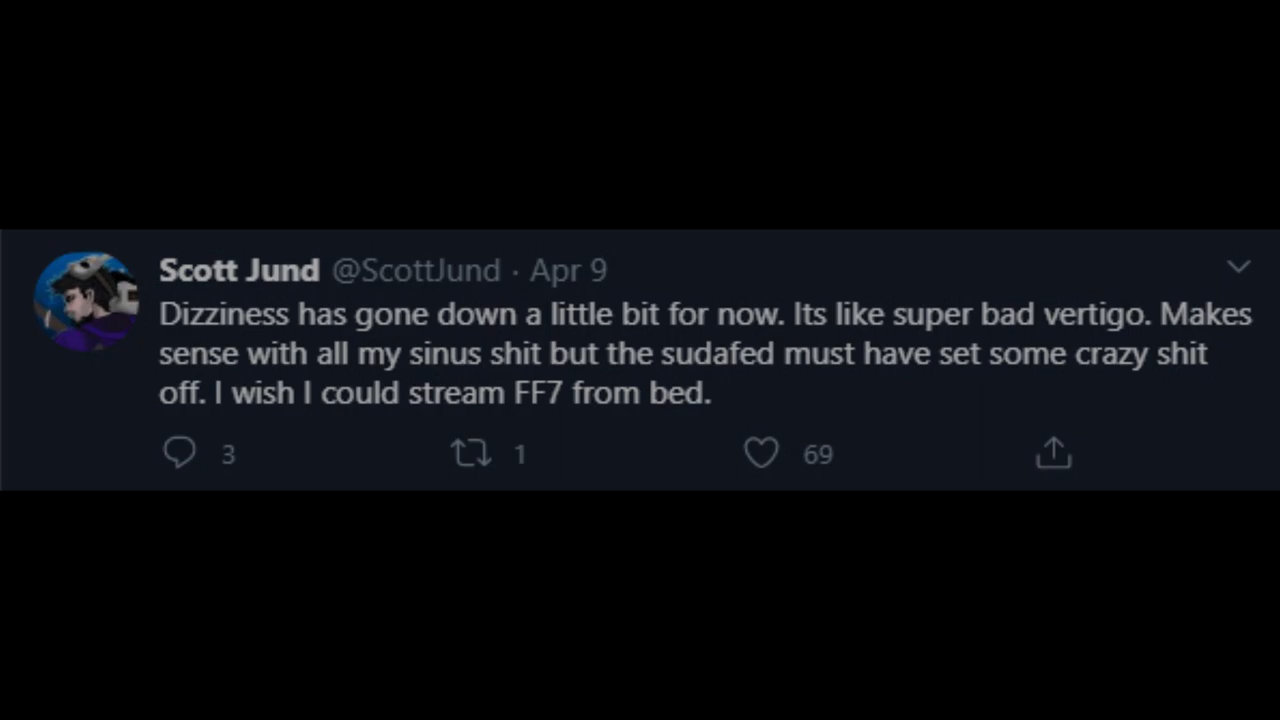 Scott Jund @ScottJund · Apr 9
Dizziness has gone down a little bit for now. Its like super bad vertigo. Makes
sense with all my sinus shit but the sudafed must have set some crazy shit
off. I wish I could stream FF7 from bed.
3 1 69